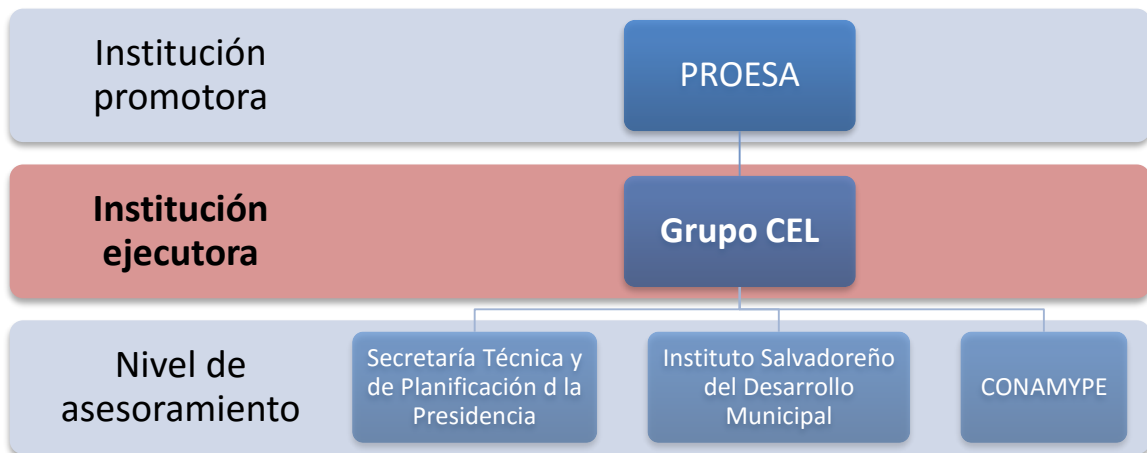 Institución
promotora
PROESA
Institución
ejecutora
Grupo CEL
Nivel de
asesoramiento
Secretaría Técnica y
de Planificación d la
Presidencia
Instituto Salvadoreño
del Desarrollo
Municipal
CONAMYPE